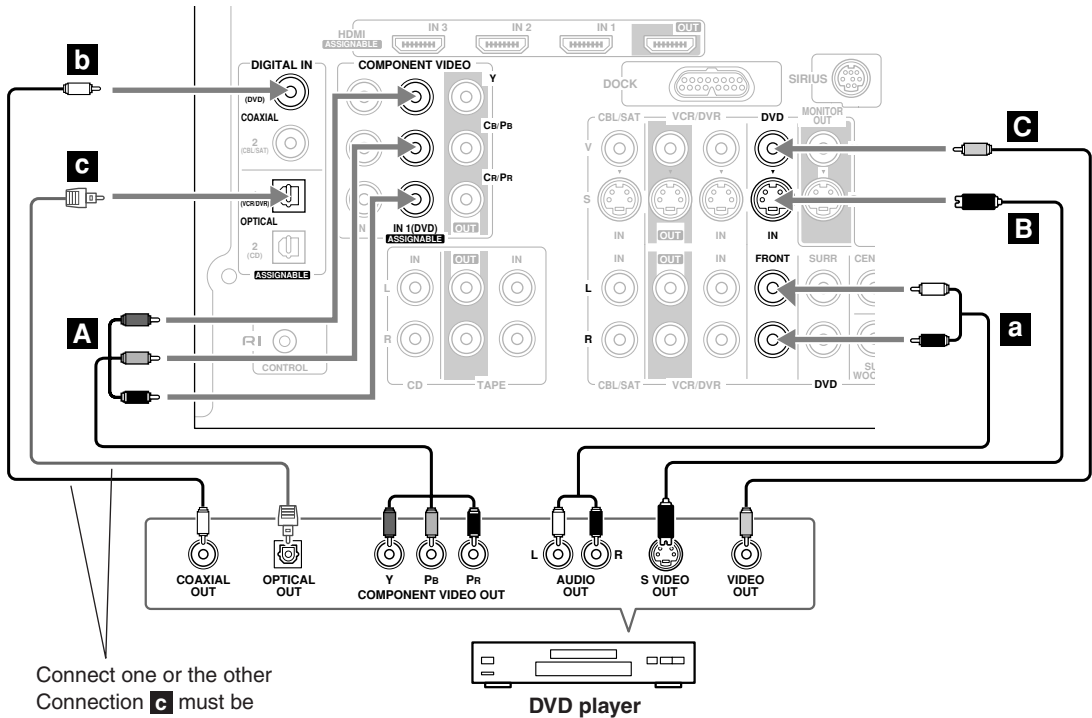 HDMI
ASSIGNABLE
IN 3
IN 2
IN 1
OUT
b
DIGITAL IN
(DVD)
COAXIAL
2
(CBL/SAT)
COMPONENT VIDEO
Y
CB/PB
CR/PR
DOCK
SIRIUS
CBL/SAT
VCR/DVR
DVD
MONITOR
OUT
V
C
c
(VCR/DVR)
OPTICAL
2
(CD)
ASSIGNABLE
IN
IN 1(DVD)
ASSIGNABLE
OUT
S
IN
OUT
IN
IN
B
IN
OUT
IN
IN
OUT
IN
FRONT
SURR
CEN
L
L
A
RI
CONTROL
R
R
a
SU
WOO
CD
TAPE
CBL/SAT
VCR/DVR
DVD
L
R
COAXIAL
OUT
OPTICAL
OUT
Y
PB
PR
COMPONENT VIDEO OUT
AUDIO
OUT
S VIDEO
OUT
VIDEO
OUT
Connect one or the other
Connection c must be
DVD player